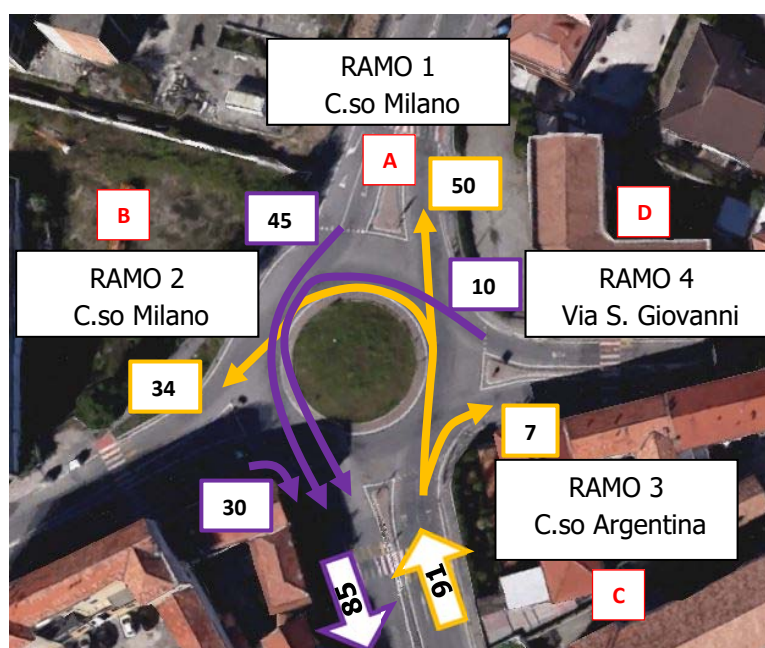 RAMO 1
C.so Milano
A
50
B
45
D
RAMO 2
C.so Milano
10
RAMO 4
Via S. Giovanni
34
7
30
RAMO 3
C.so Argentina
85
91
C